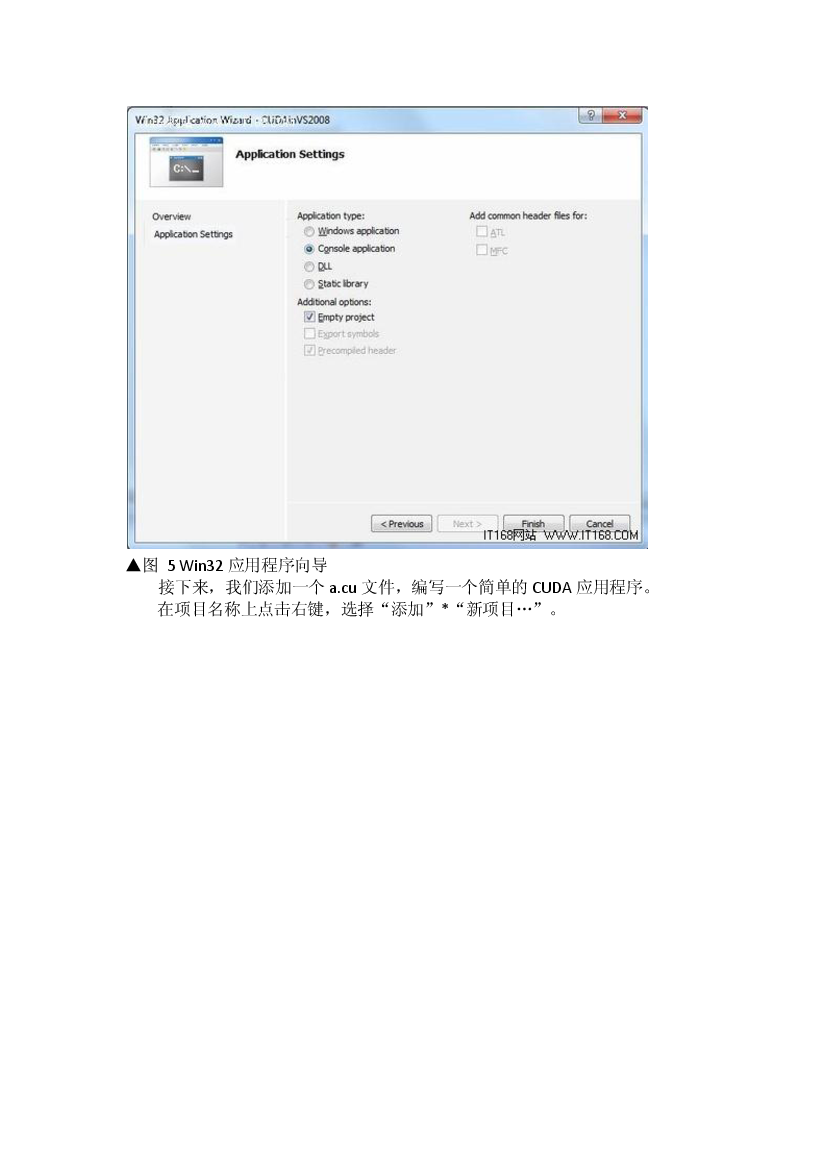 Win32 Application Wizard - CUDAinVS2008
C:\_
Application Settings
Overview
Application Settings
Application type:
Windows application
Console application
DLL
Static library
Additional options:
Empty project
Export symbols
Precompiled header
Add common header files for:
ATL
MFC
< Previous
Next >
Finish
Cancel
IT168网站 WWW.IT168.COM
▲图 5 Win32 应用程序向导
接下来，我们添加一个 a.cu 文件，编写一个简单的 CUDA 应用程序。
在项目名称上点击右键，选择“添加”*“新项目…”。